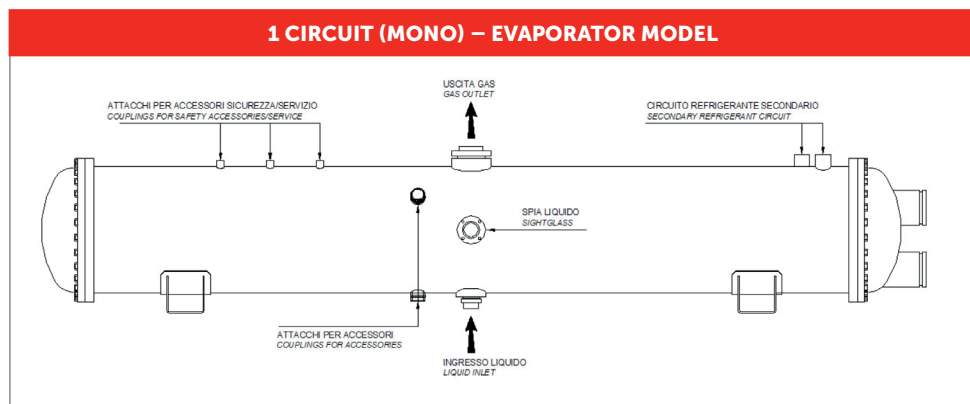 1 CIRCUIT (MONO) – EVAPORATOR MODEL
USCITA GAS
GAS OUTLET
ATTACCHI PER ACCESSORI SICUREZZA/SERVIZIO
COUPLINGS FOR SAFETY ACCESSORIES/SERVICE
CIRCUITO REFRIGERANTE SECONDARIO
SECONDARY REFRIGERANT CIRCUIT
SPIA LIQUIDO
SIGHTGLASS
ATTACCHI PER ACCESSORI
COUPLINGS FOR ACCESSORIES
INGRESSO LIQUIDO
LIQUID INLET